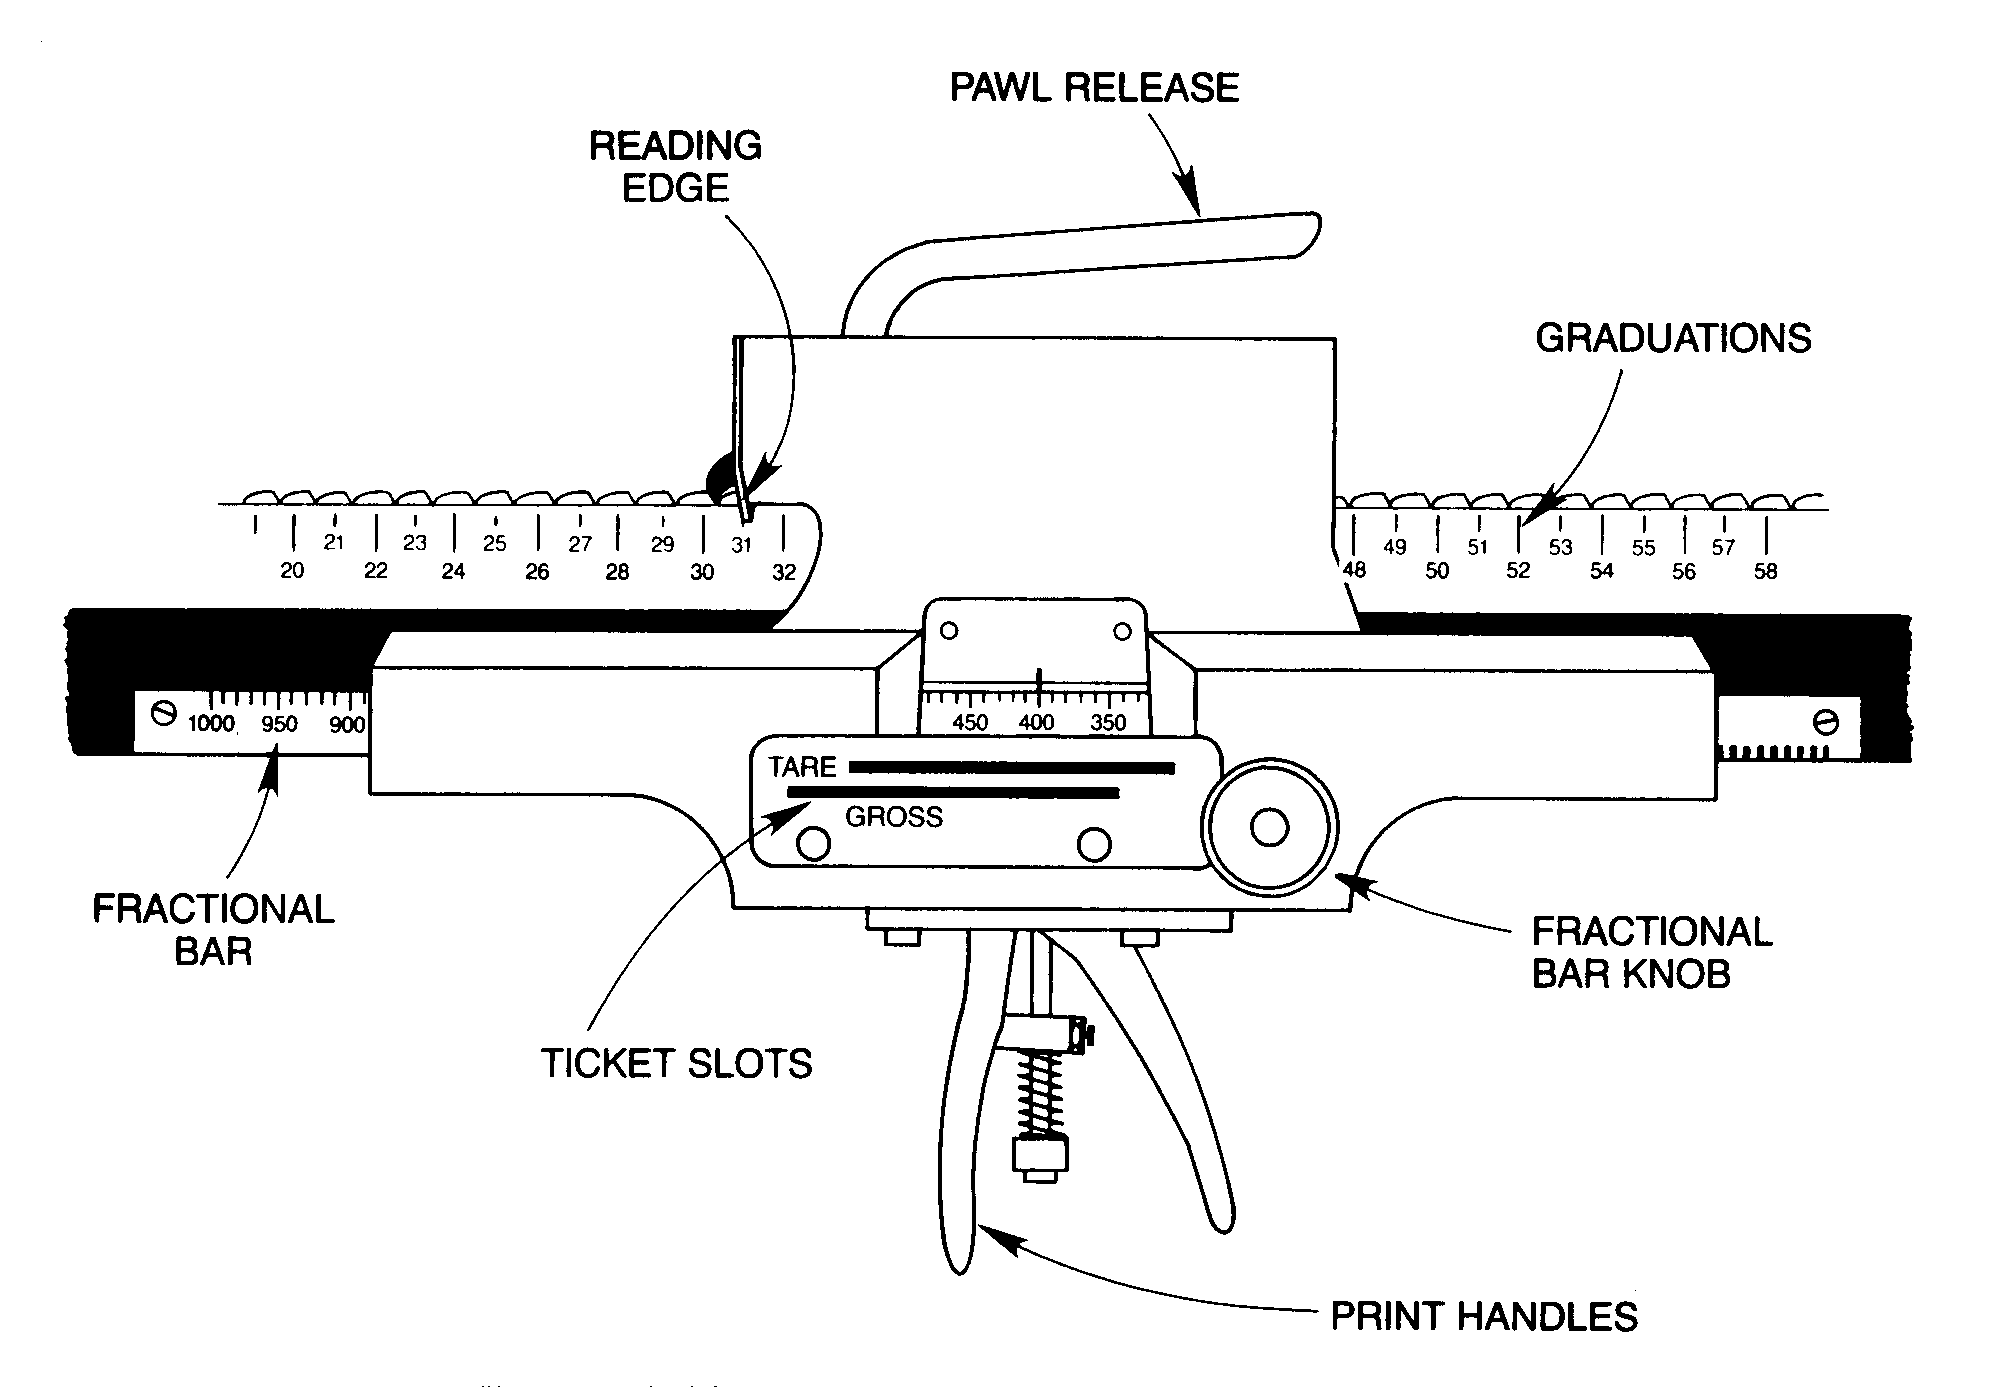 PAWL RELEASE
READING
EDGE
GRADUATIONS
21 23 25 27 29 31
20 22 24 26 28 30 32
49 51 53 55 57
48 50 52 54 56 58
1000 950 900
450 400 350
TARE
GROSS
FRACTIONAL
BAR
FRACTIONAL
BAR KNOB
TICKET SLOTS
PRINT HANDLES